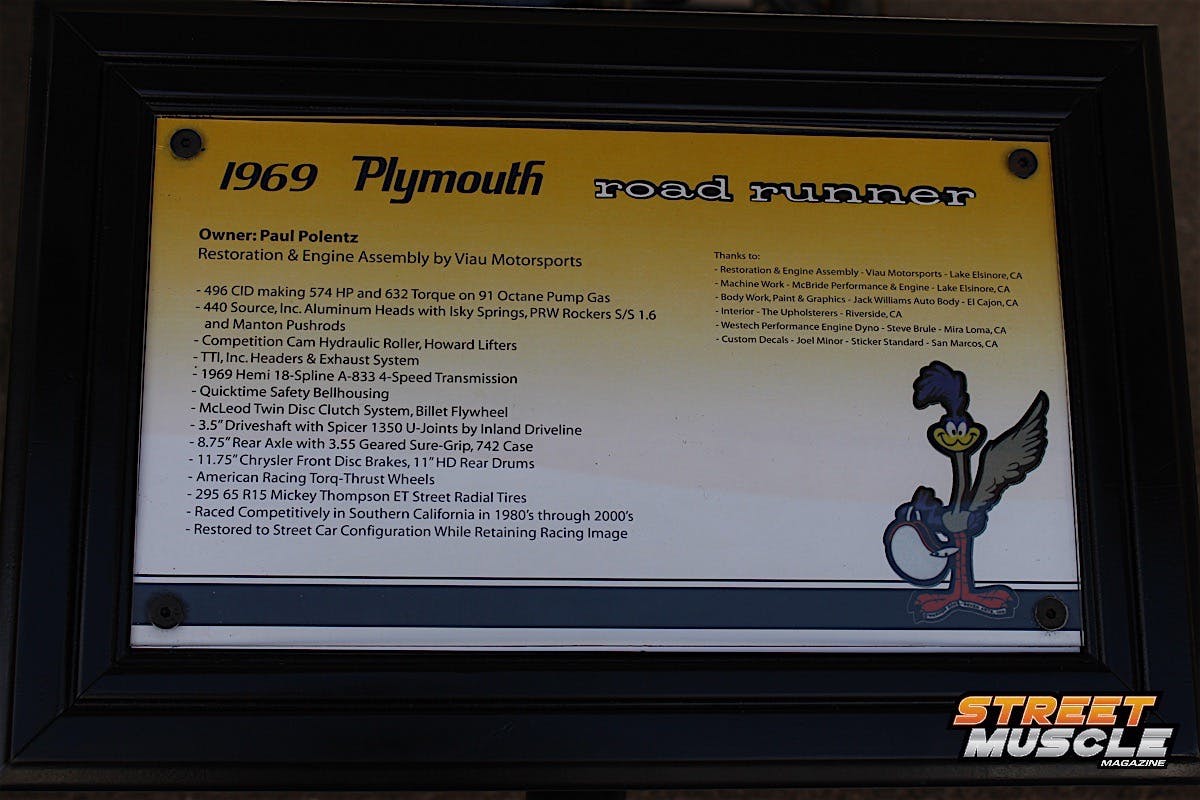 1969 Plymouth road runner
Owner: Paul Polentz
Restoration & Engine Assembly by Viau Motorsports
- 496 CID making 574 HP and 632 Torque on 91 Octane Pump Gas
- 440 Source, Inc. Aluminum Heads with Isky Springs, PRW Rockers S/S 1.6
and Manton Pushrods
- Competition Cam Hydraulic Roller, Howard Lifters
- TTI, Inc. Headers & Exhaust System
- 1969 Hemi 18-Spline A-833 4-Speed Transmission
- Quicktime Safety Bellhousing
- McLeod Twin Disc Clutch System, Billet Flywheel
- 3.5" Driveshaft with Spicer 1350 U-Joints by Inland Driveline
- 8.75" Rear Axle with 3.55 Geared Sure-Grip, 742 Case
- 11.75" Chrysler Front Disc Brakes, 11" HD Rear Drums
- American Racing Torq-Thrust Wheels
- 295 65 R15 Mickey Thompson ET Street Radial Tires
- Raced Competitively in Southern California in 1980's through 2000's
- Restored to Street Car Configuration While Retaining Racing Image
Thanks to:
- Restoration & Engine Assembly - Viau Motorsports - Lake Elsinore, CA
- Machine Work - McBride Performance & Engine - Lake Elsinore, CA
- Body Work, Paint & Graphics - Jack Williams Auto Body - El Cajon, CA
- Interior - The Upholsterers - Riverside, CA
- Westech Performance Engine Dyno - Steve Brule - Mira Loma, CA
- Custom Decals - Joel Minor - Sticker Standard - San Marcos, CA
STREET
MUSCLE
MAGAZINE